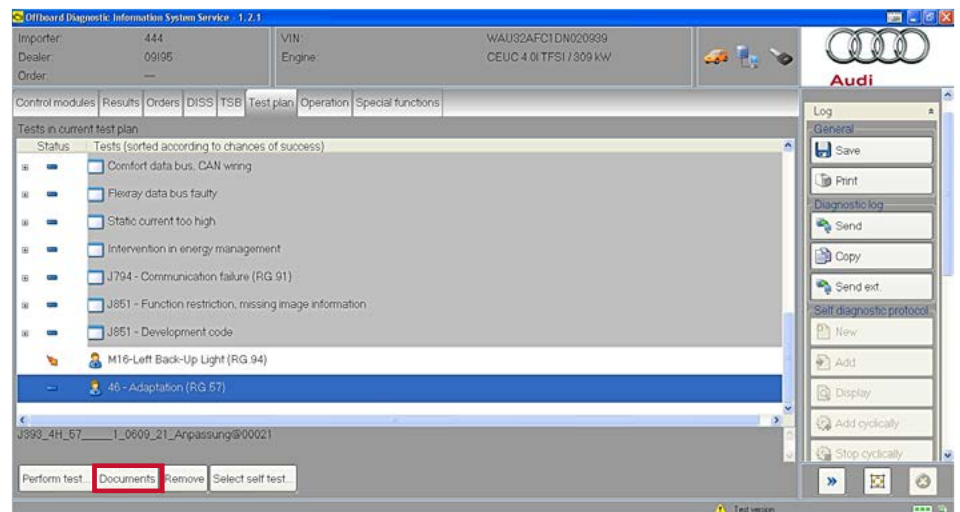 Offboard Diagnostic Information System Service - 1.2.1
Importer: 444 VIN: WAU32AFC1DN020939
Dealer: 09195 Engine: CEUC 4.0l TFSI / 309 kW
Order: ---
Audi
Control modules Results Orders DISS TSB Test plan Operation Special functions
Tests in current test plan
Status Tests (sorted according to chances of success)
Comfort data bus, CAN wiring
Flexray data bus faulty
Static current too high
Intervention in energy management
J794 - Communication failure (RG.91)
J851 - Function restriction, missing image information
J851 - Development code
M16-Left Back-Up Light (RG.94)
46 - Adaptation (RG.57)
J393_4H_57_____1_0609_21_Anpassung@00021
Perform test... Documents Remove Select self test...
Log
General
Save
Print
Diagnostic log
Send
Copy
Send ext.
Self diagnostic protocol
New
Add
Display
Add cyclically
Stop cyclically
Test version